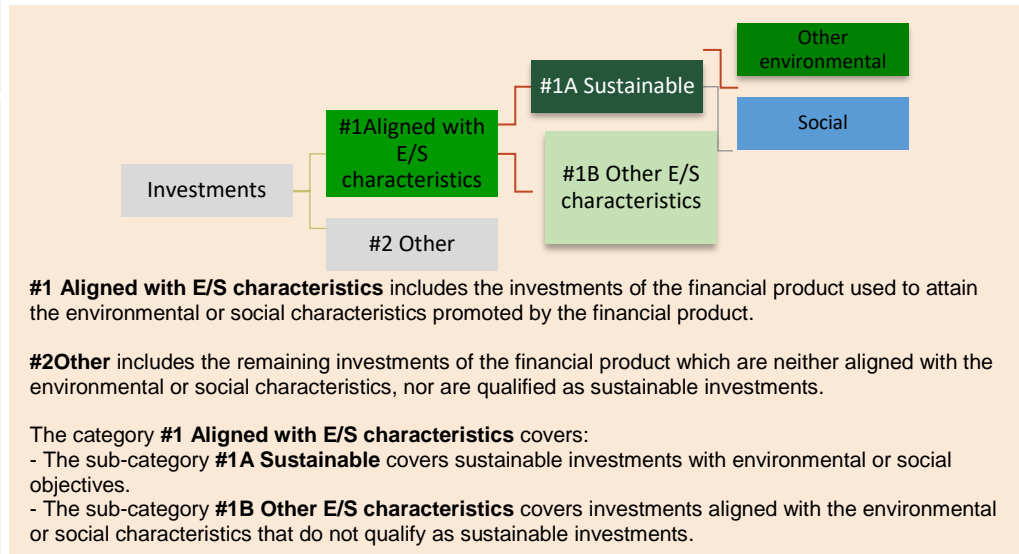 Other
environmental
#1A Sustainable
Social
#1Aligned with
E/S
characteristics
#1B Other E/S
characteristics
Investments
#2 Other
#1 Aligned with E/S characteristics includes the investments of the financial product used to attain
the environmental or social characteristics promoted by the financial product.
#2Other includes the remaining investments of the financial product which are neither aligned with the
environmental or social characteristics, nor are qualified as sustainable investments.
The category #1 Aligned with E/S characteristics covers:
- The sub-category #1A Sustainable covers sustainable investments with environmental or social
objectives.
- The sub-category #1B Other E/S characteristics covers investments aligned with the environmental
or social characteristics that do not qualify as sustainable investments.